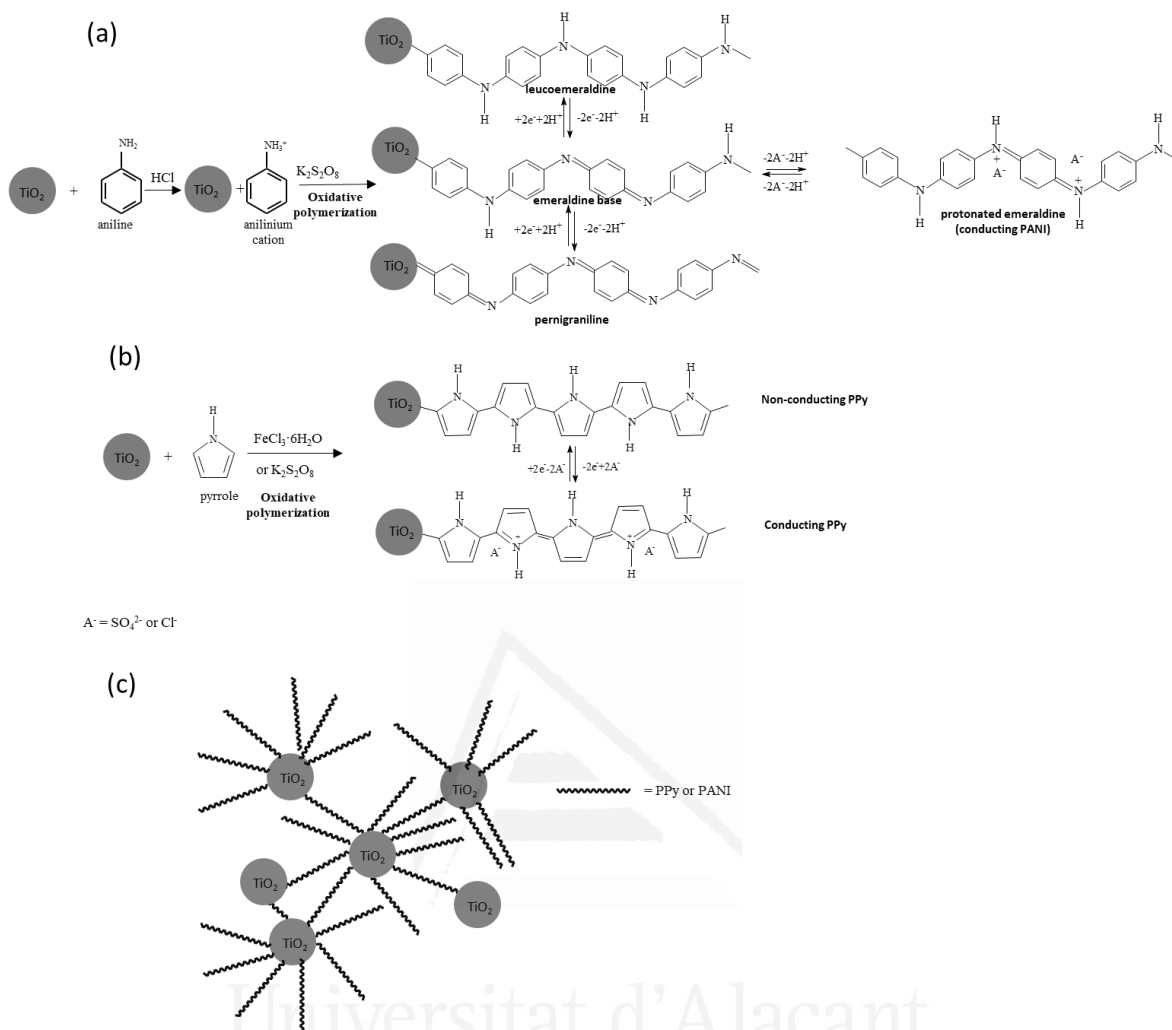 (a)
TiO2
H
N
N
H
N
H
N
H
leucoemeraldine
+2e-+2H+
-2e--2H+
TiO2
+
NH2
aniline
HCl
TiO2
+
NH3+
anilinium
cation
K2S2O8
Oxidative
polymerization
TiO2
N
H
N
N
N
H
emeraldine base
-2A--2H+
-2A--2H+
N
H
H
N
+
A-
A-
N
+
H
H
N
protonated emeraldine
(conducting PANI)
+2e-+2H+
-2e--2H+
TiO2
N
N
N
N
pernigraniline
(b)
TiO2
+
H
N
pyrrole
FeCl3·6H2O
or K2S2O8
Oxidative
polymerization
TiO2
H
N
N
H
H
N
N
H
H
N
Non-conducting PPy
+2e--2A-
-2e-+2A-
TiO2
H
N
A-
N
+
H
H
N
N
+
H
A-
H
N
Conducting PPy
A- = SO42- or Cl-
(c)
TiO2
TiO2
= PPy or PANI
TiO2
TiO2
TiO2
TiO2
Universitat d'Alacant